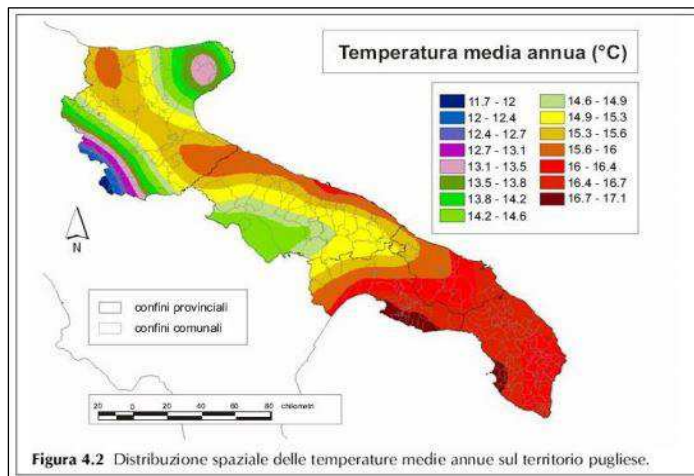 Temperatura media annua (°C)
11.7 - 12
12 - 12.4
12.4 - 12.7
12.7 - 13.1
13.1 - 13.5
13.5 - 13.8
13.8 - 14.2
14.2 - 14.6
14.6 - 14.9
14.9 - 15.3
15.3 - 15.6
15.6 - 16
16 - 16.4
16.4 - 16.7
16.7 - 17.1
N
confini provinciali
confini comunali
20 0 20 40 60 80 chilometri
Figura 4.2 Distribuzione spaziale delle temperature medie annue sul territorio pugliese.